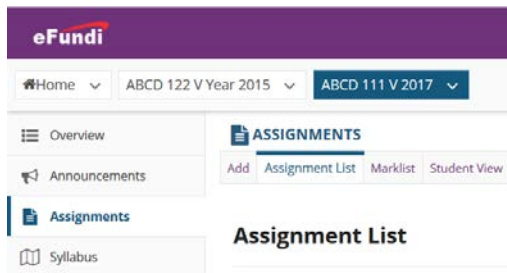 eFundi
Home ABCD 122 V Year 2015 ABCD 111 V 2017
Overview
Announcements
Assignments
Syllabus
ASSIGNMENTS
Add Assignment List Marklist Student View
Assignment List